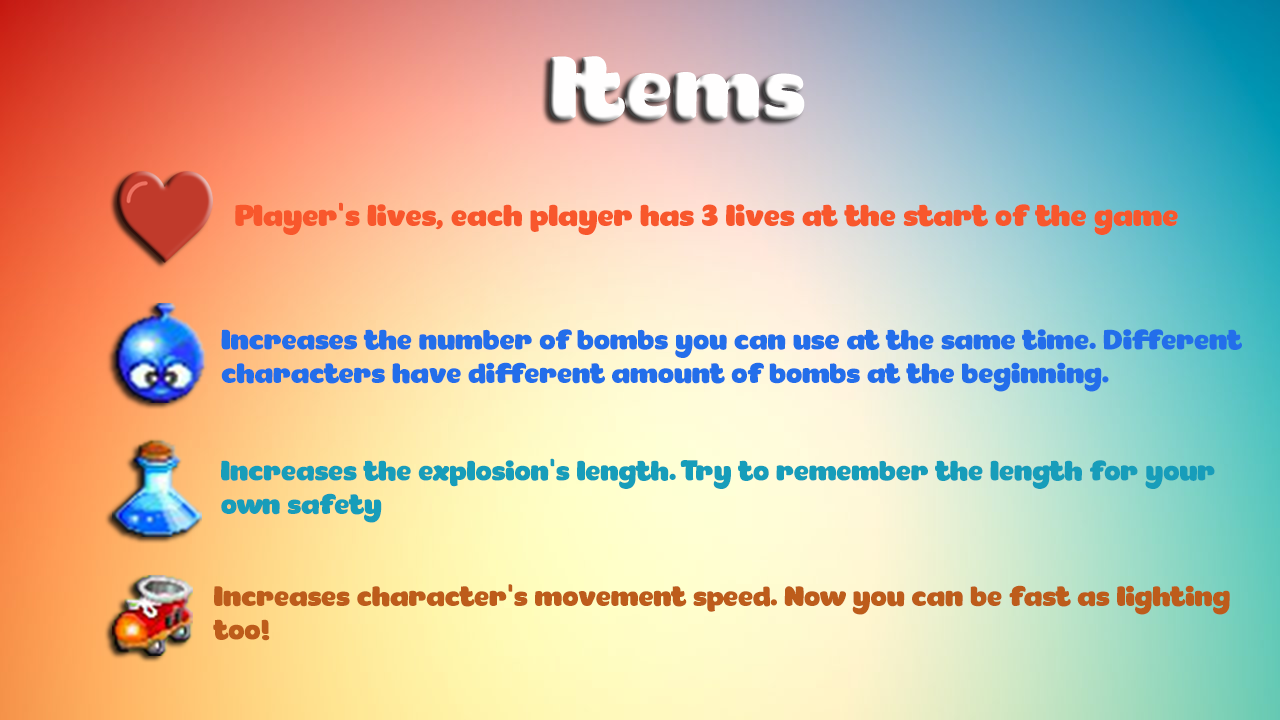 Items
Player's lives, each player has 3 lives at the start of the game
Increases the number of bombs you can use at the same time. Different
characters have different amount of bombs at the beginning.
Increases the explosion's length. Try to remember the length for your
own safety
Increases character's movement speed. Now you can be fast as lighting
too!